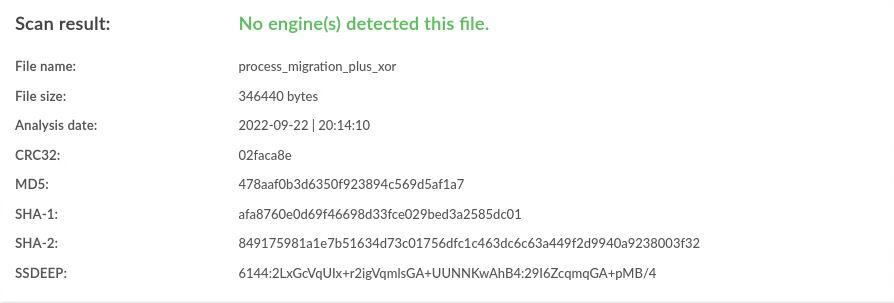 Scan result: No engine(s) detected this file.
File name: process_migration_plus_xor
File size: 346440 bytes
Analysis date: 2022-09-22 | 20:14:10
CRC32: 02faca8e
MD5: 478aaf0b3d6350f923894c569d5af1a7
SHA-1: afa8760e0d69f46698d33fce029bed3a2585dc01
SHA-2: 849175981a1e7b51634d73c01756dfc1c463dc6c63a449f2d9940a9238003f32
SSDEEP: 6144:2LxGcVqUIx+r2igVqmlsGA+UUNNKwAhB4:29I6ZcqmqGA+pMB/4